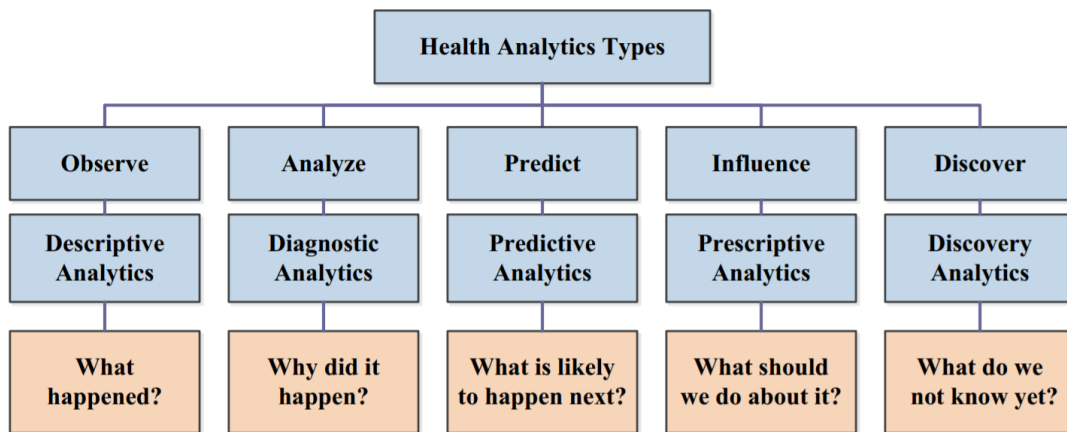 Health Analytics Types
Observe
Analyze
Predict
Influence
Discover
Descriptive
Analytics
Diagnostic
Analytics
Predictive
Analytics
Prescriptive
Analytics
Discovery
Analytics
What
happened?
Why did it
happen?
What is likely
to happen next?
What should
we do about it?
What do we
not know yet?